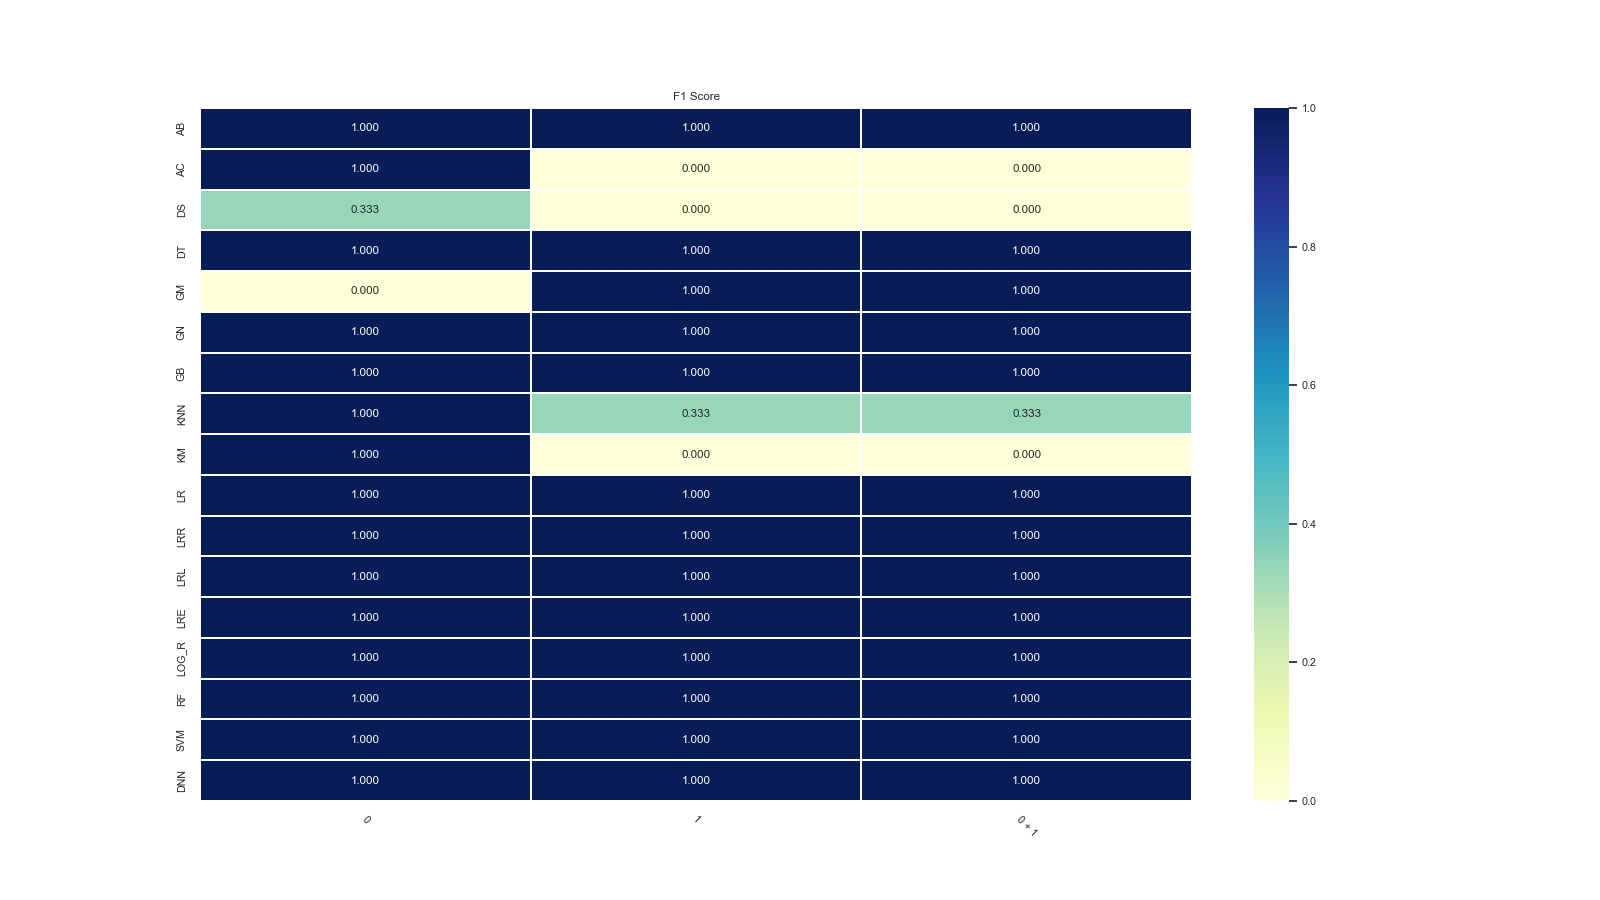 F1 Score
AB 1.000 1.000 1.000
AC 1.000 0.000 0.000
DS 0.333 0.000 0.000
DT 1.000 1.000 1.000
GM 0.000 1.000 1.000
GN 1.000 1.000 1.000
GB 1.000 1.000 1.000
KNN 1.000 0.333 0.333
KM 1.000 0.000 0.000
LR 1.000 1.000 1.000
LRR 1.000 1.000 1.000
LRL 1.000 1.000 1.000
LRE 1.000 1.000 1.000
LOG_R 1.000 1.000 1.000
RF 1.000 1.000 1.000
SVM 1.000 1.000 1.000
DNN 1.000 1.000 1.000
0 1 0 + 1
1.0
0.8
0.6
0.4
0.2
0.0